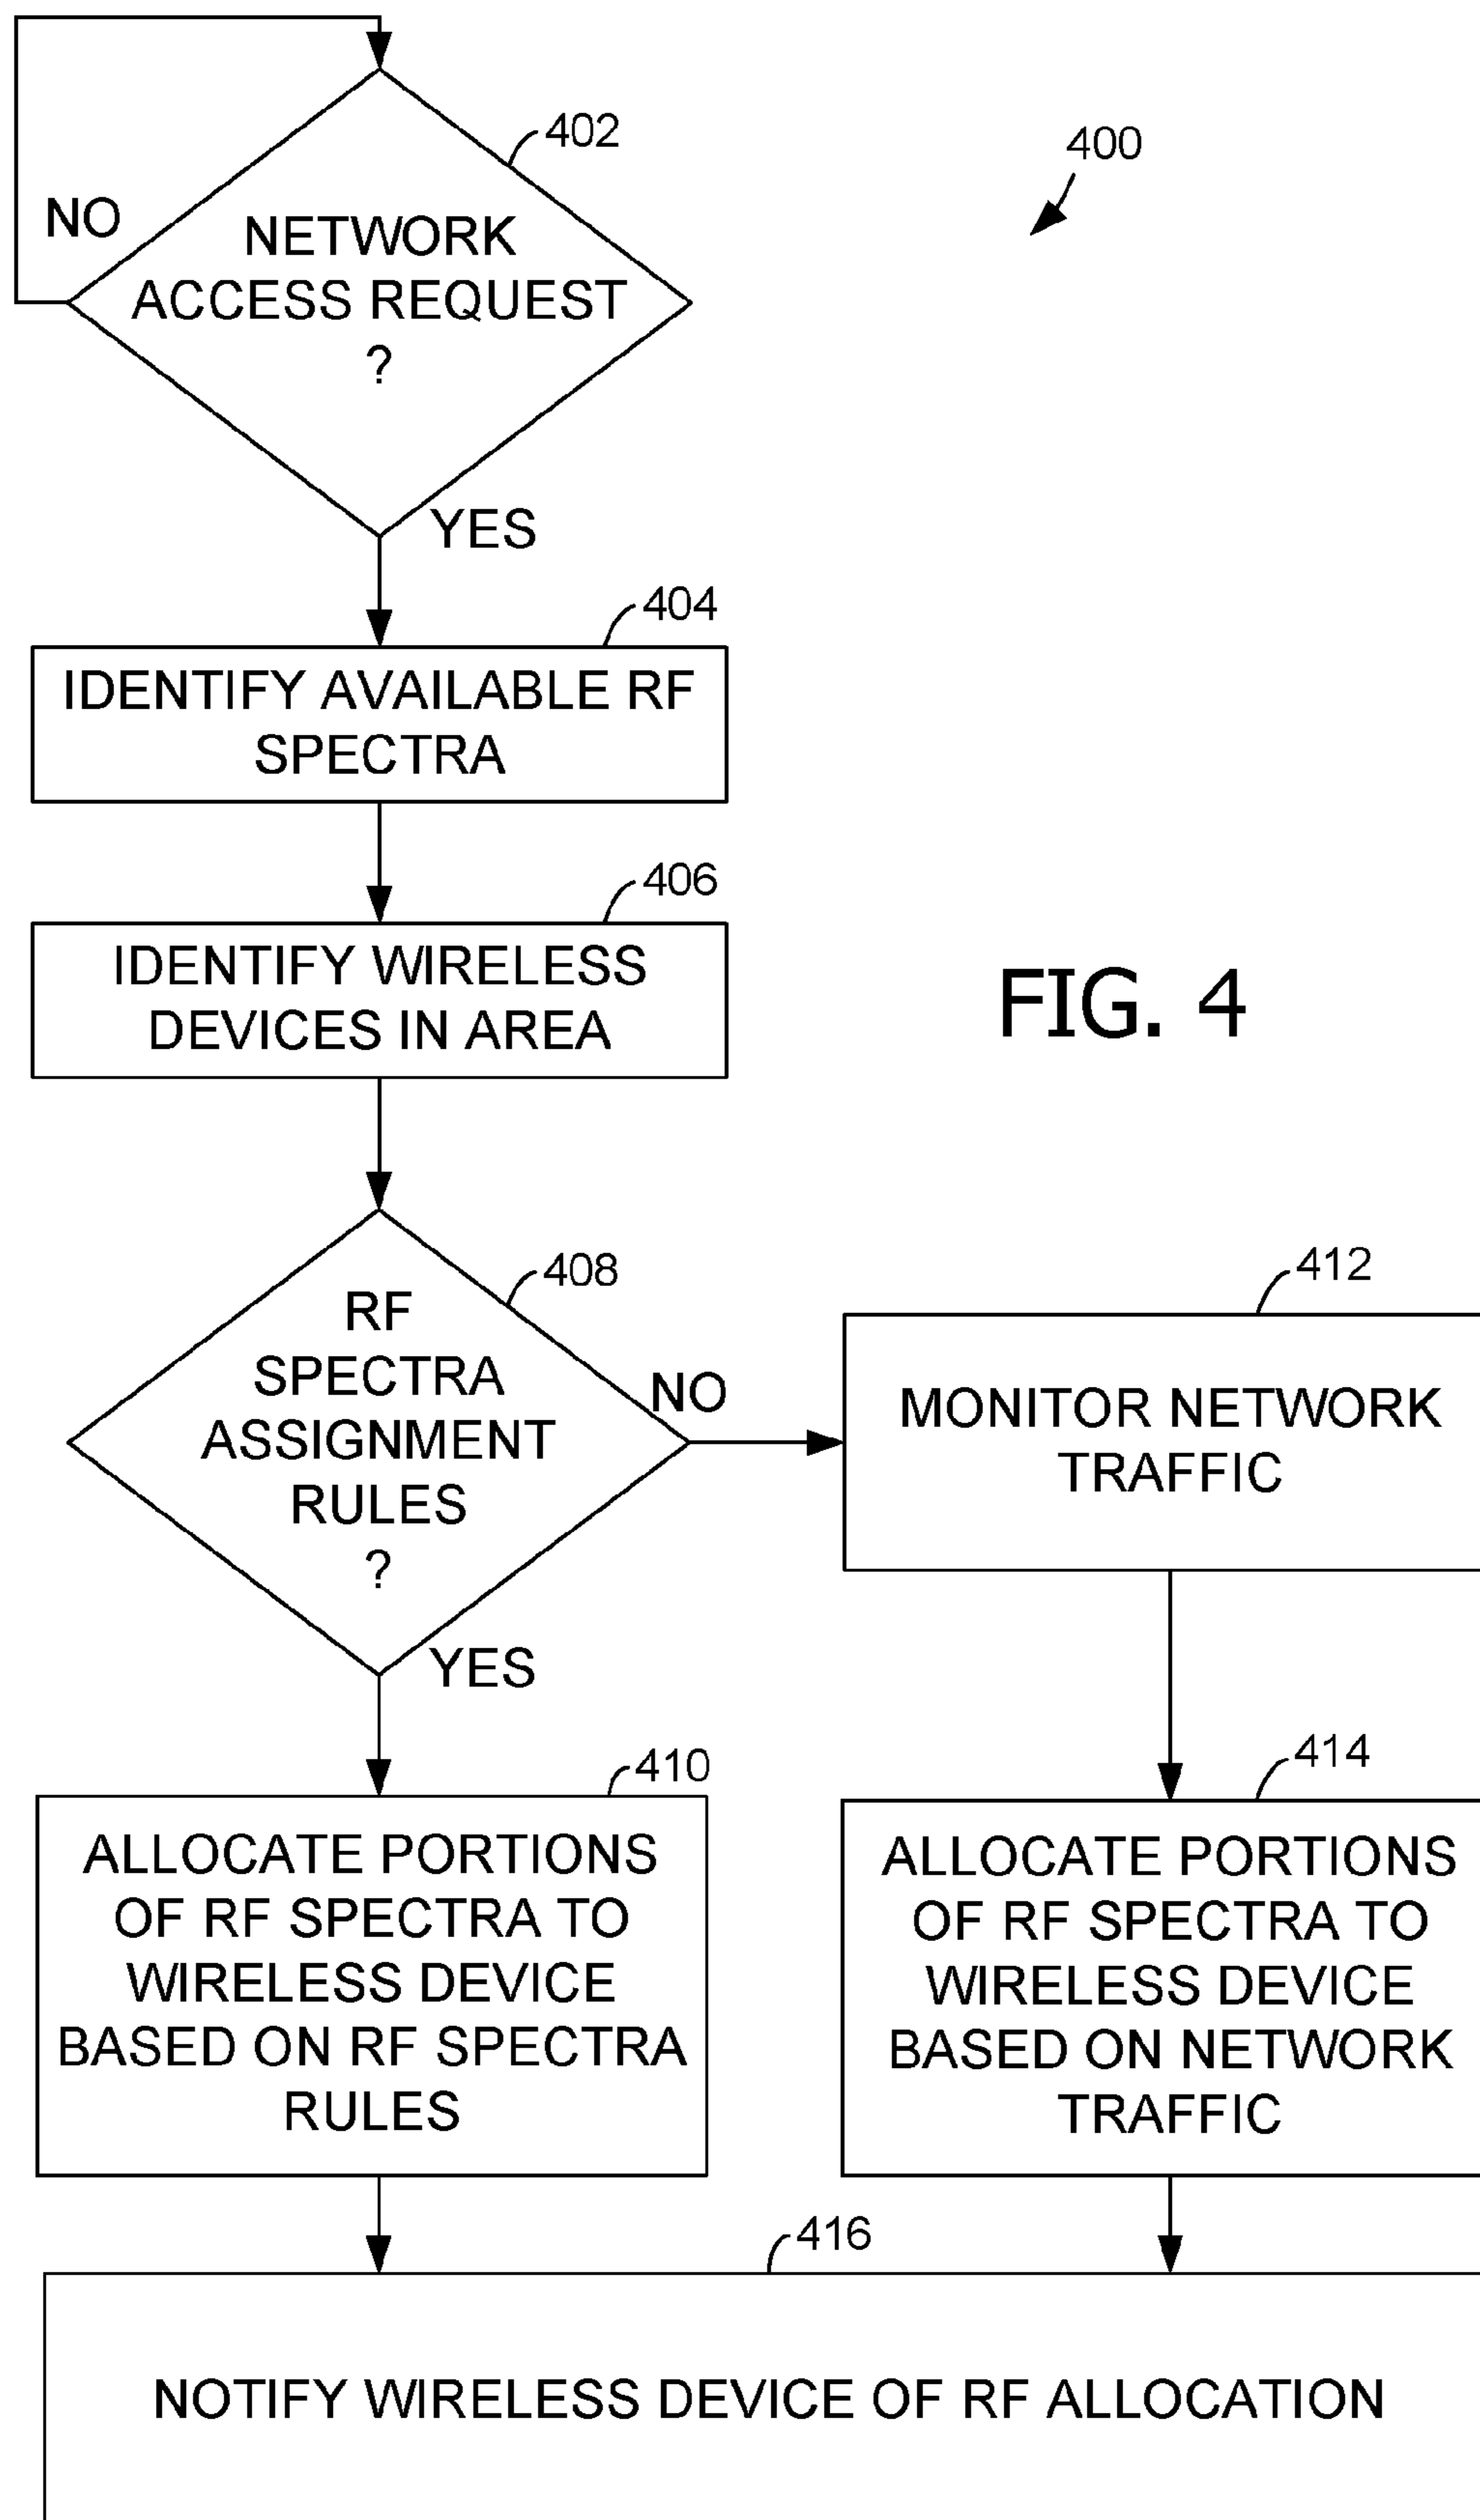 402
400
NO
NETWORK
ACCESS REQUEST
?
YES
404
IDENTIFY AVAILABLE RF
SPECTRA
406
IDENTIFY WIRELESS
DEVICES IN AREA
FIG. 4
408
RF
SPECTRA
ASSIGNMENT
RULES
?
NO
YES
412
MONITOR NETWORK
TRAFFIC
410
ALLOCATE PORTIONS
OF RF SPECTRA TO
WIRELESS DEVICE
BASED ON RF SPECTRA
RULES
414
ALLOCATE PORTIONS
OF RF SPECTRA TO
WIRELESS DEVICE
BASED ON NETWORK
TRAFFIC
416
NOTIFY WIRELESS DEVICE OF RF ALLOCATION